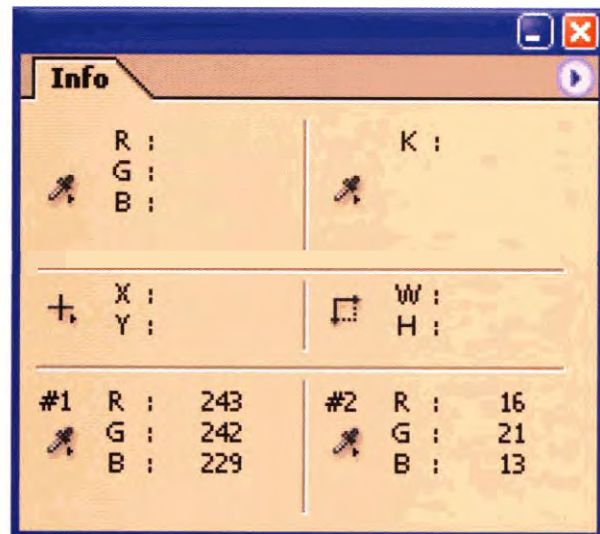 Info
R :
G :
B :
K :
X :
Y :
W :
H :
#1 R : 243
G : 242
B : 229
#2 R : 16
G : 21
B : 13